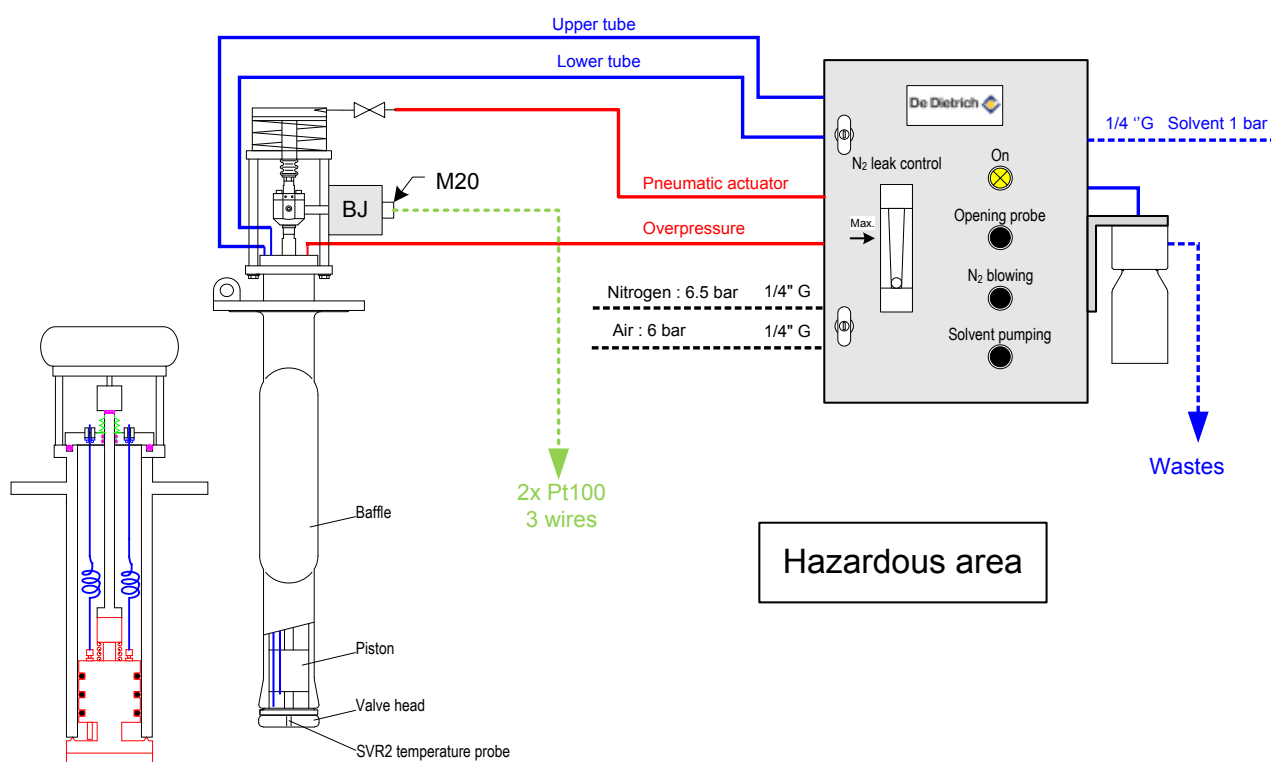 Upper tube
Lower tube
De Dietrich
1/4 ‘'G Solvent 1 bar
N2 leak control
On
M20
BJ
Pneumatic actuator
Max.
Opening probe
Overpressure
N2 blowing
Nitrogen : 6.5 bar 1/4" G
Air : 6 bar 1/4" G
Solvent pumping
Wastes
2x Pt100
3 wires
Baffle
Hazardous area
Piston
Valve head
SVR2 temperature probe